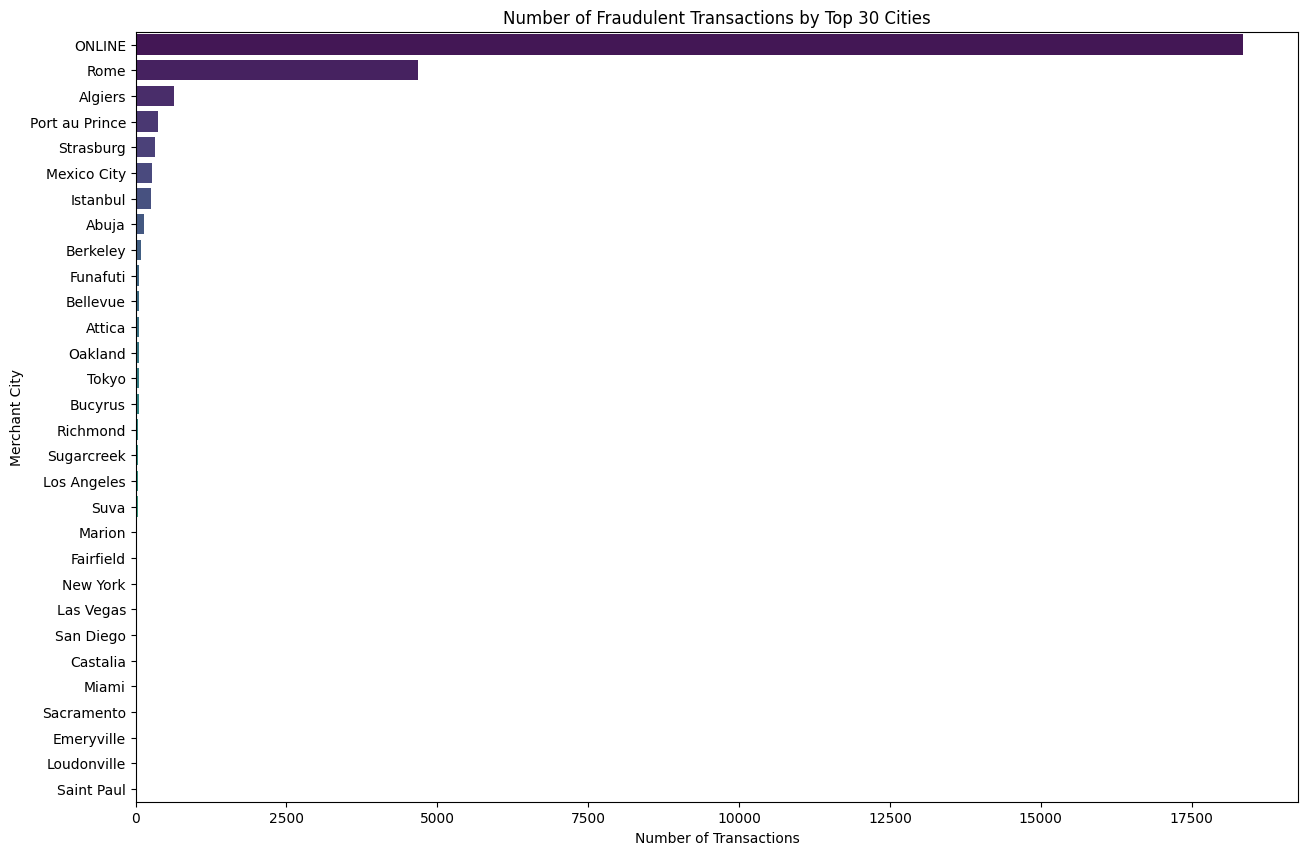 Number of Fraudulent Transactions by Top 30 Cities
Merchant City
ONLINE
Rome
Algiers
Port au Prince
Strasburg
Mexico City
Istanbul
Abuja
Berkeley
Funafuti
Bellevue
Attica
Oakland
Tokyo
Bucyrus
Richmond
Sugarcreek
Los Angeles
Suva
Marion
Fairfield
New York
Las Vegas
San Diego
Castalia
Miami
Sacramento
Emeryville
Loudonville
Saint Paul
0 2500 5000 7500 10000 12500 15000 17500
Number of Transactions